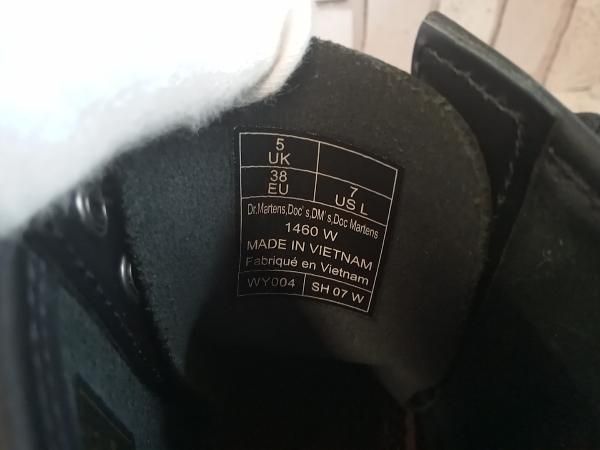 5
UK
38
EU
7
US L
Dr.Martens,Doc's,DM's,Doc Martens
1460 W
MADE IN VIETNAM
Fabriqué en Vietnam
WY004
SH 07 W